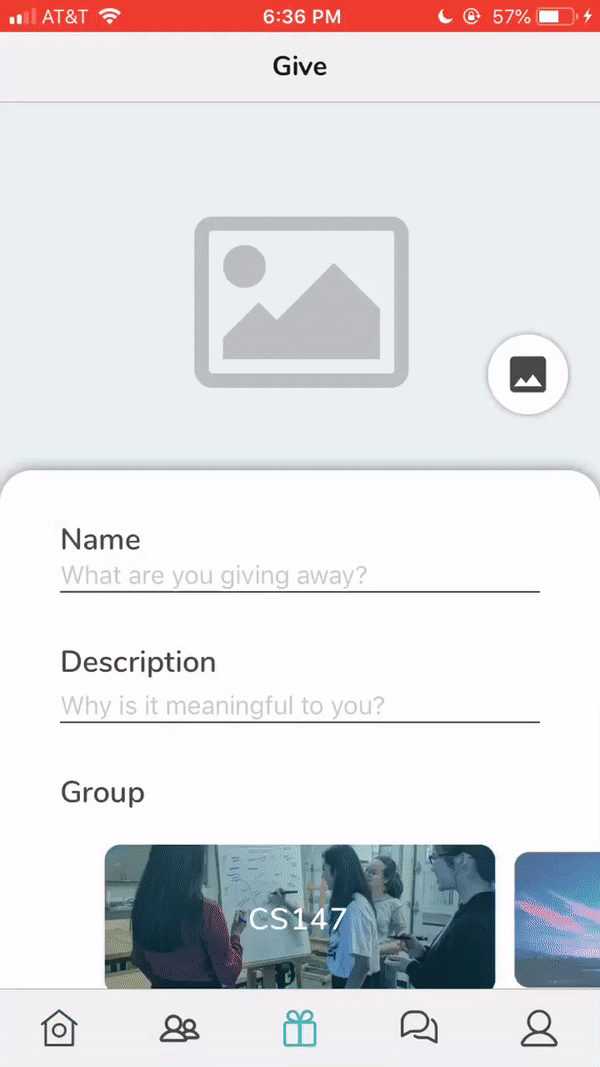 AT&T 6:36 PM 57%
Give
Name
What are you giving away?
Description
Why is it meaningful to you?
Group
CS147